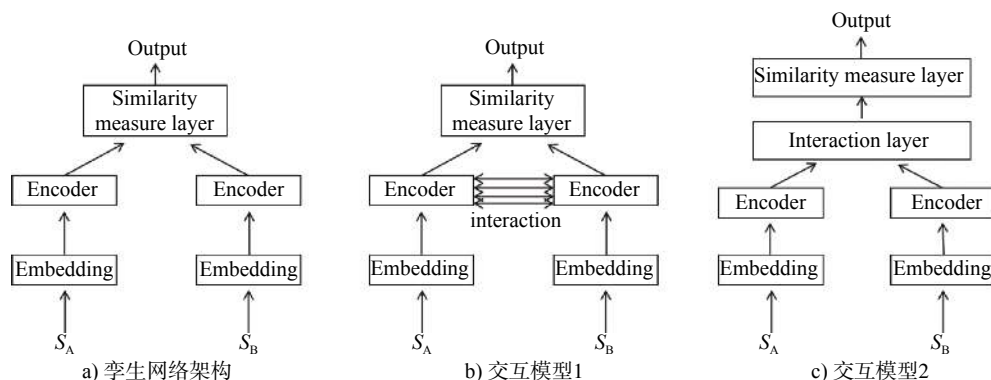 Output
Similarity
measure layer
Encoder
Encoder
Embedding
Embedding
S_A
S_B
a) 孪生网络架构
Output
Similarity
measure layer
Encoder
Encoder
interaction
Embedding
Embedding
S_A
S_B
b) 交互模型1
Output
Similarity measure layer
Interaction layer
Encoder
Encoder
Embedding
Embedding
S_A
S_B
c) 交互模型2